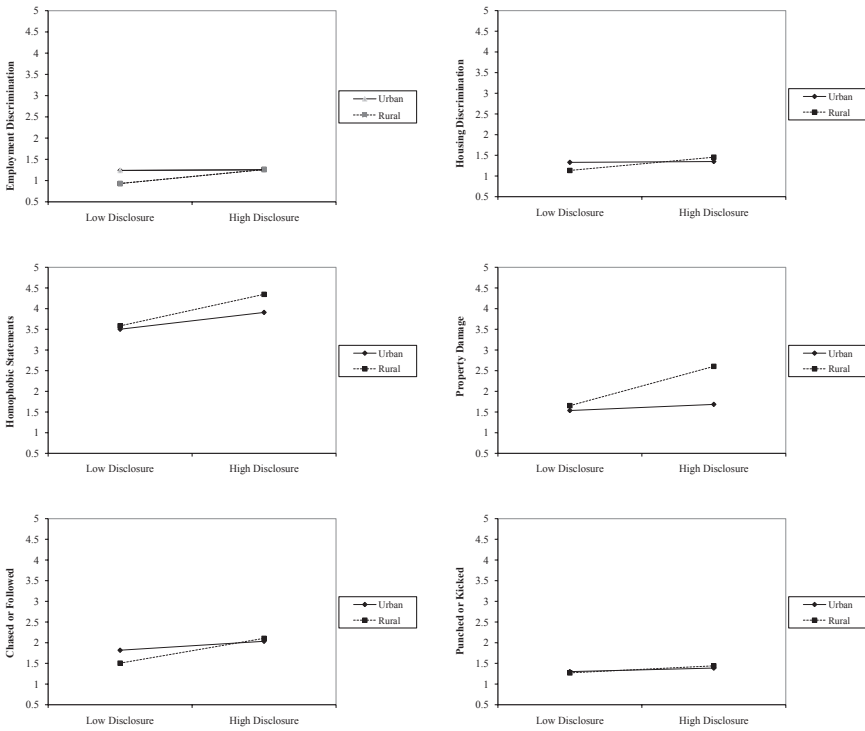 Employment Discrimination
5
4.5
4
3.5
3
2.5
2
1.5
1
0.5
Low Disclosure
High Disclosure
Urban
Rural
Housing Discrimination
5
4.5
4
3.5
3
2.5
2
1.5
1
0.5
Low Disclosure
High Disclosure
Urban
Rural
Homophobic Statements
5
4.5
4
3.5
3
2.5
2
1.5
1
0.5
Low Disclosure
High Disclosure
Urban
Rural
Property Damage
5
4.5
4
3.5
3
2.5
2
1.5
1
0.5
Low Disclosure
High Disclosure
Urban
Rural
Chased or Followed
5
4.5
4
3.5
3
2.5
2
1.5
1
0.5
Low Disclosure
High Disclosure
Urban
Rural
Punched or Kicked
5
4.5
4
3.5
3
2.5
2
1.5
1
0.5
Low Disclosure
High Disclosure
Urban
Rural